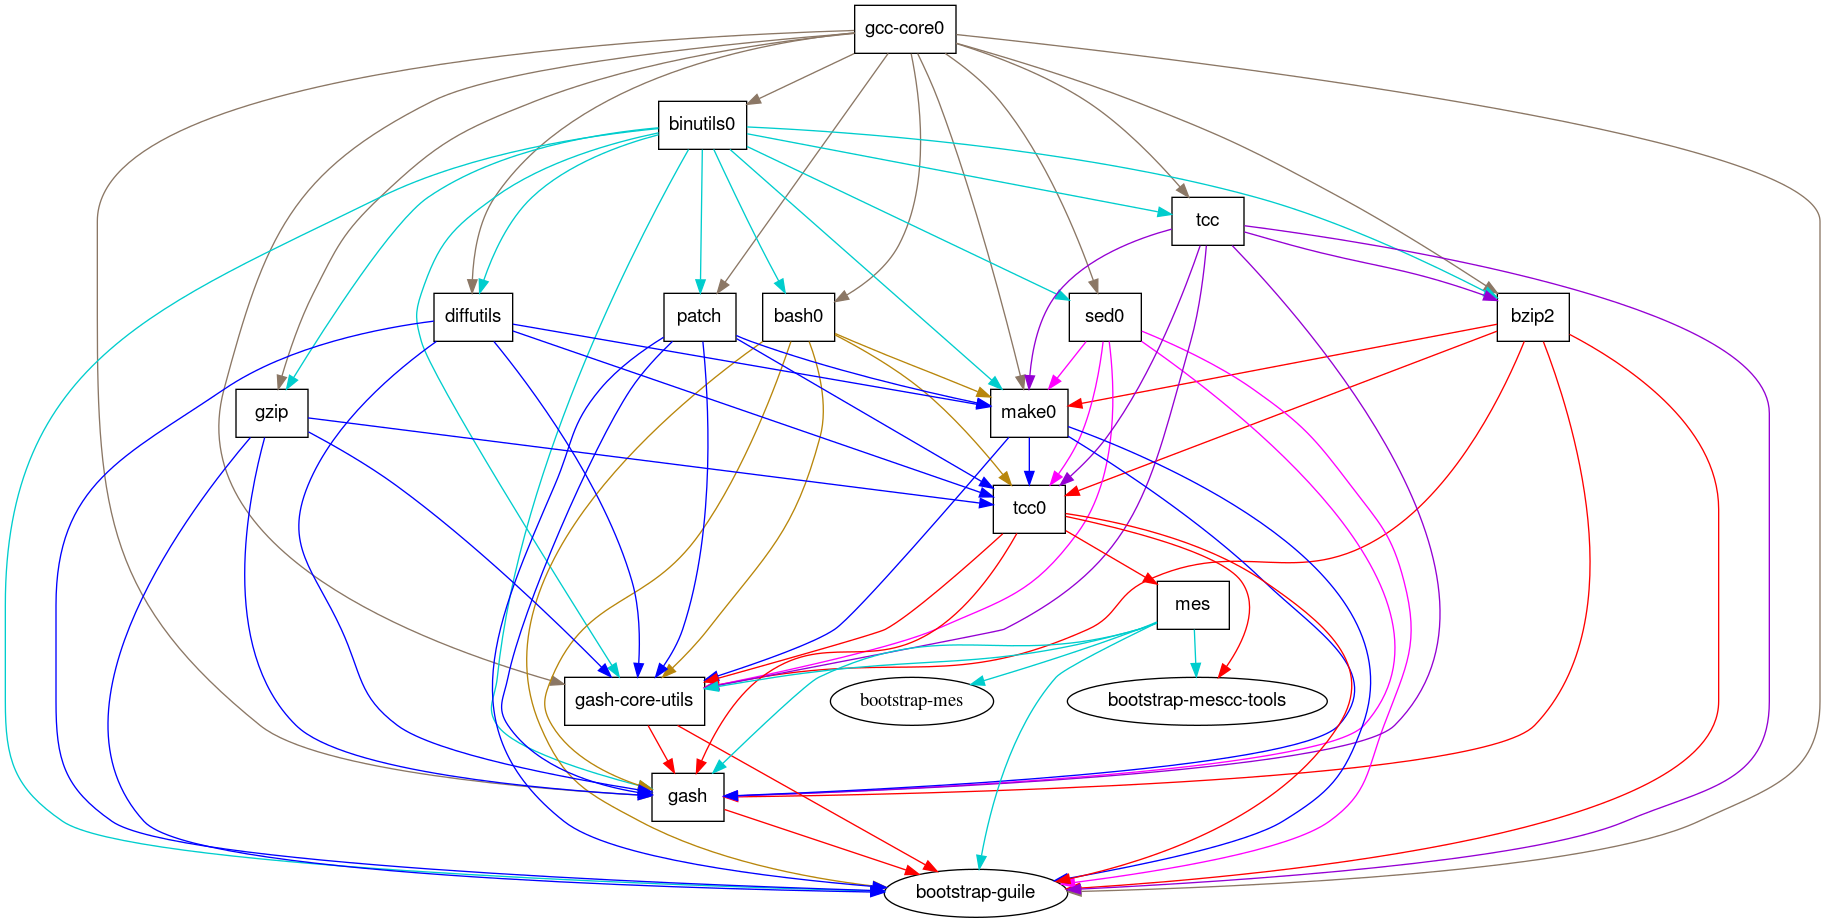 gcc-core0
binutils0
tcc
diffutils
patch
bash0
sed0
bzip2
gzip
make0
tcc0
mes
gash-core-utils
bootstrap-mes
bootstrap-mescc-tools
gash
bootstrap-guile